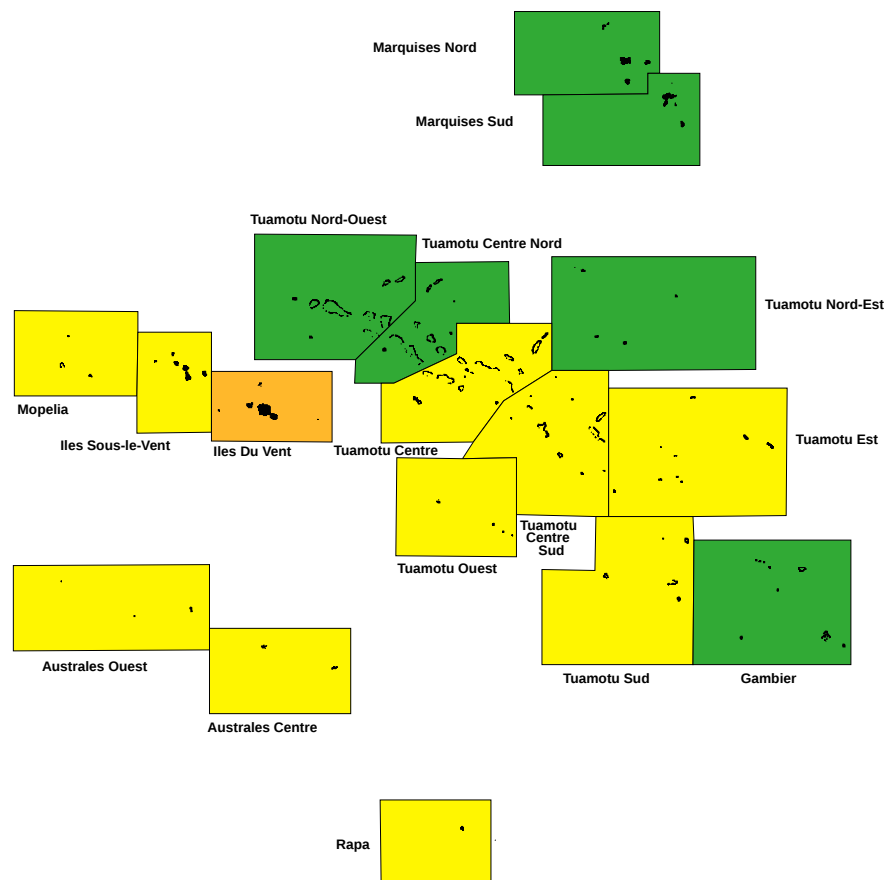 Marquises Nord
Marquises Sud
Tuamotu Nord-Ouest
Tuamotu Centre Nord
Tuamotu Nord-Est
Mopelia
Iles Sous-le-Vent
Iles Du Vent
Tuamotu Centre
Tuamotu Est
Tuamotu
Centre
Sud
Tuamotu Ouest
Australes Ouest
Tuamotu Sud
Gambier
Australes Centre
Rapa